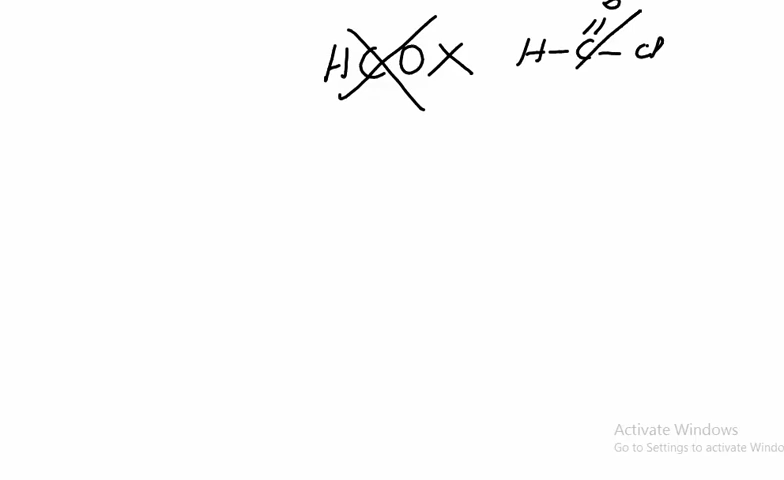 O
HCOX H-C-Cl
Activate Windows
Go to Settings to activate Windo